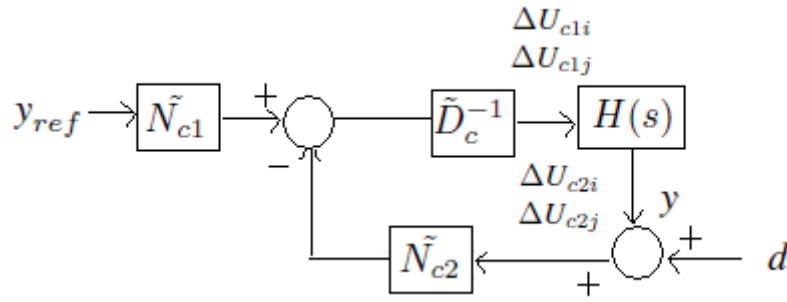 ΔU_{c1i}
ΔU_{c1j}
y_{ref} Ñ_{c1} + D̃_c^{-1} H(s)
−
ΔU_{c2i}
ΔU_{c2j} y
Ñ_{c2} + + d